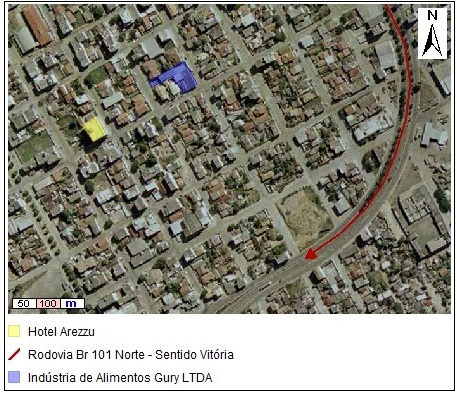 N
50 100 m
Hotel Arezzu
Rodovia Br 101 Norte - Sentido Vitória
Indústria de Alimentos Gury LTDA